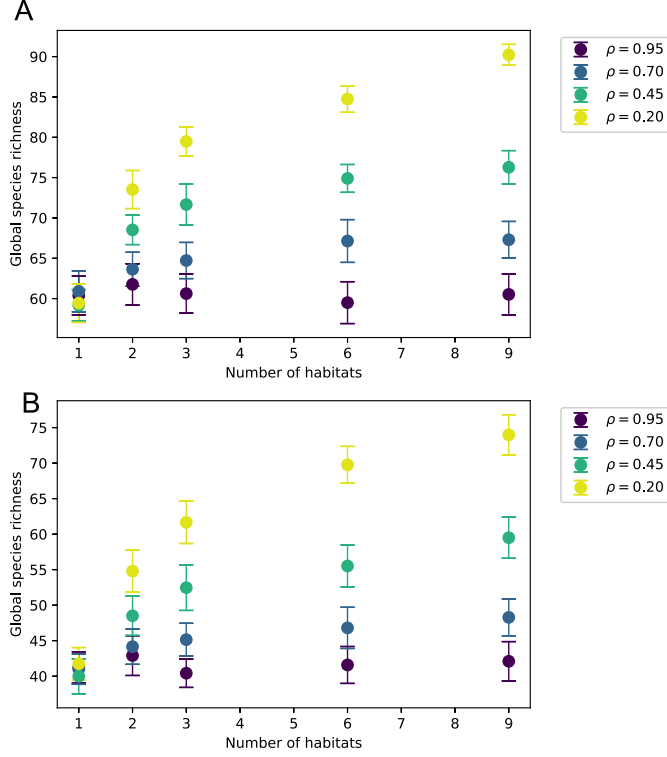 A
Global species richness
90
85
80
75
70
65
60
1 2 3 4 5 6 7 8 9
Number of habitats
ρ = 0.95
ρ = 0.70
ρ = 0.45
ρ = 0.20
B
Global species richness
75
70
65
60
55
50
45
40
1 2 3 4 5 6 7 8 9
Number of habitats
ρ = 0.95
ρ = 0.70
ρ = 0.45
ρ = 0.20